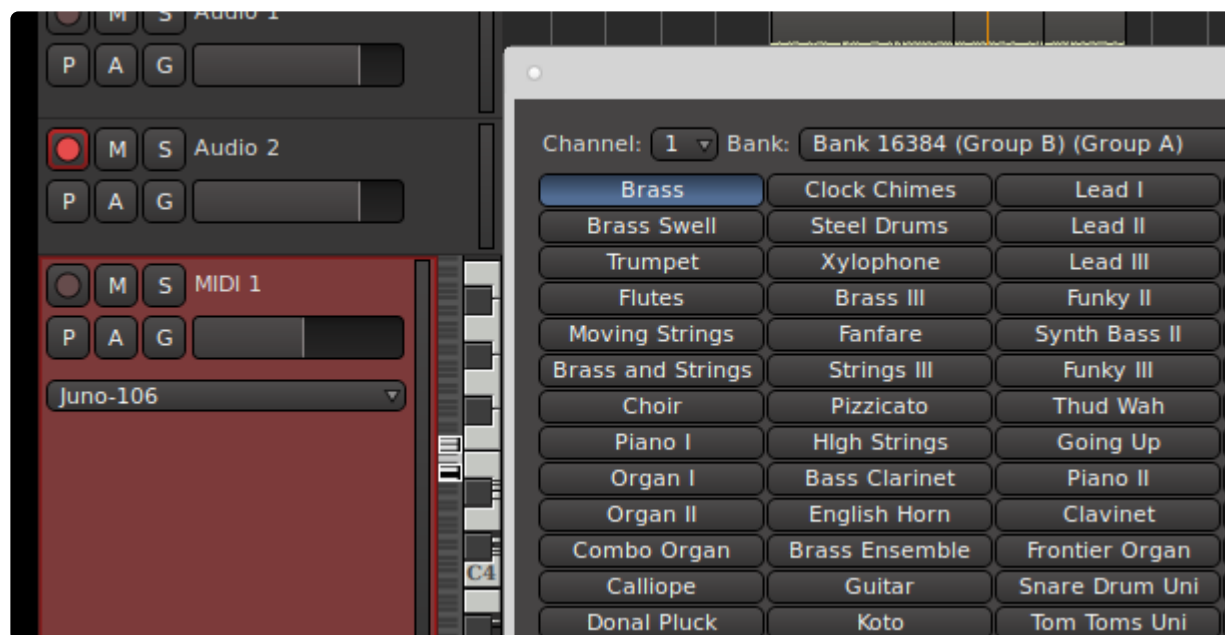 M S Audio 1
P A G
M S Audio 2
P A G
M S MIDI 1
P A G
Juno-106
C4
Channel: 1 Bank: Bank 16384 (Group B) (Group A)
Brass Clock Chimes Lead I
Brass Swell Steel Drums Lead II
Trumpet Xylophone Lead III
Flutes Brass III Funky II
Moving Strings Fanfare Synth Bass II
Brass and Strings Strings III Funky III
Choir Pizzicato Thud Wah
Piano I HIgh Strings Going Up
Organ I Bass Clarinet Piano II
Organ II English Horn Clavinet
Combo Organ Brass Ensemble Frontier Organ
Calliope Guitar Snare Drum Uni
Donal Pluck Koto Tom Toms Uni